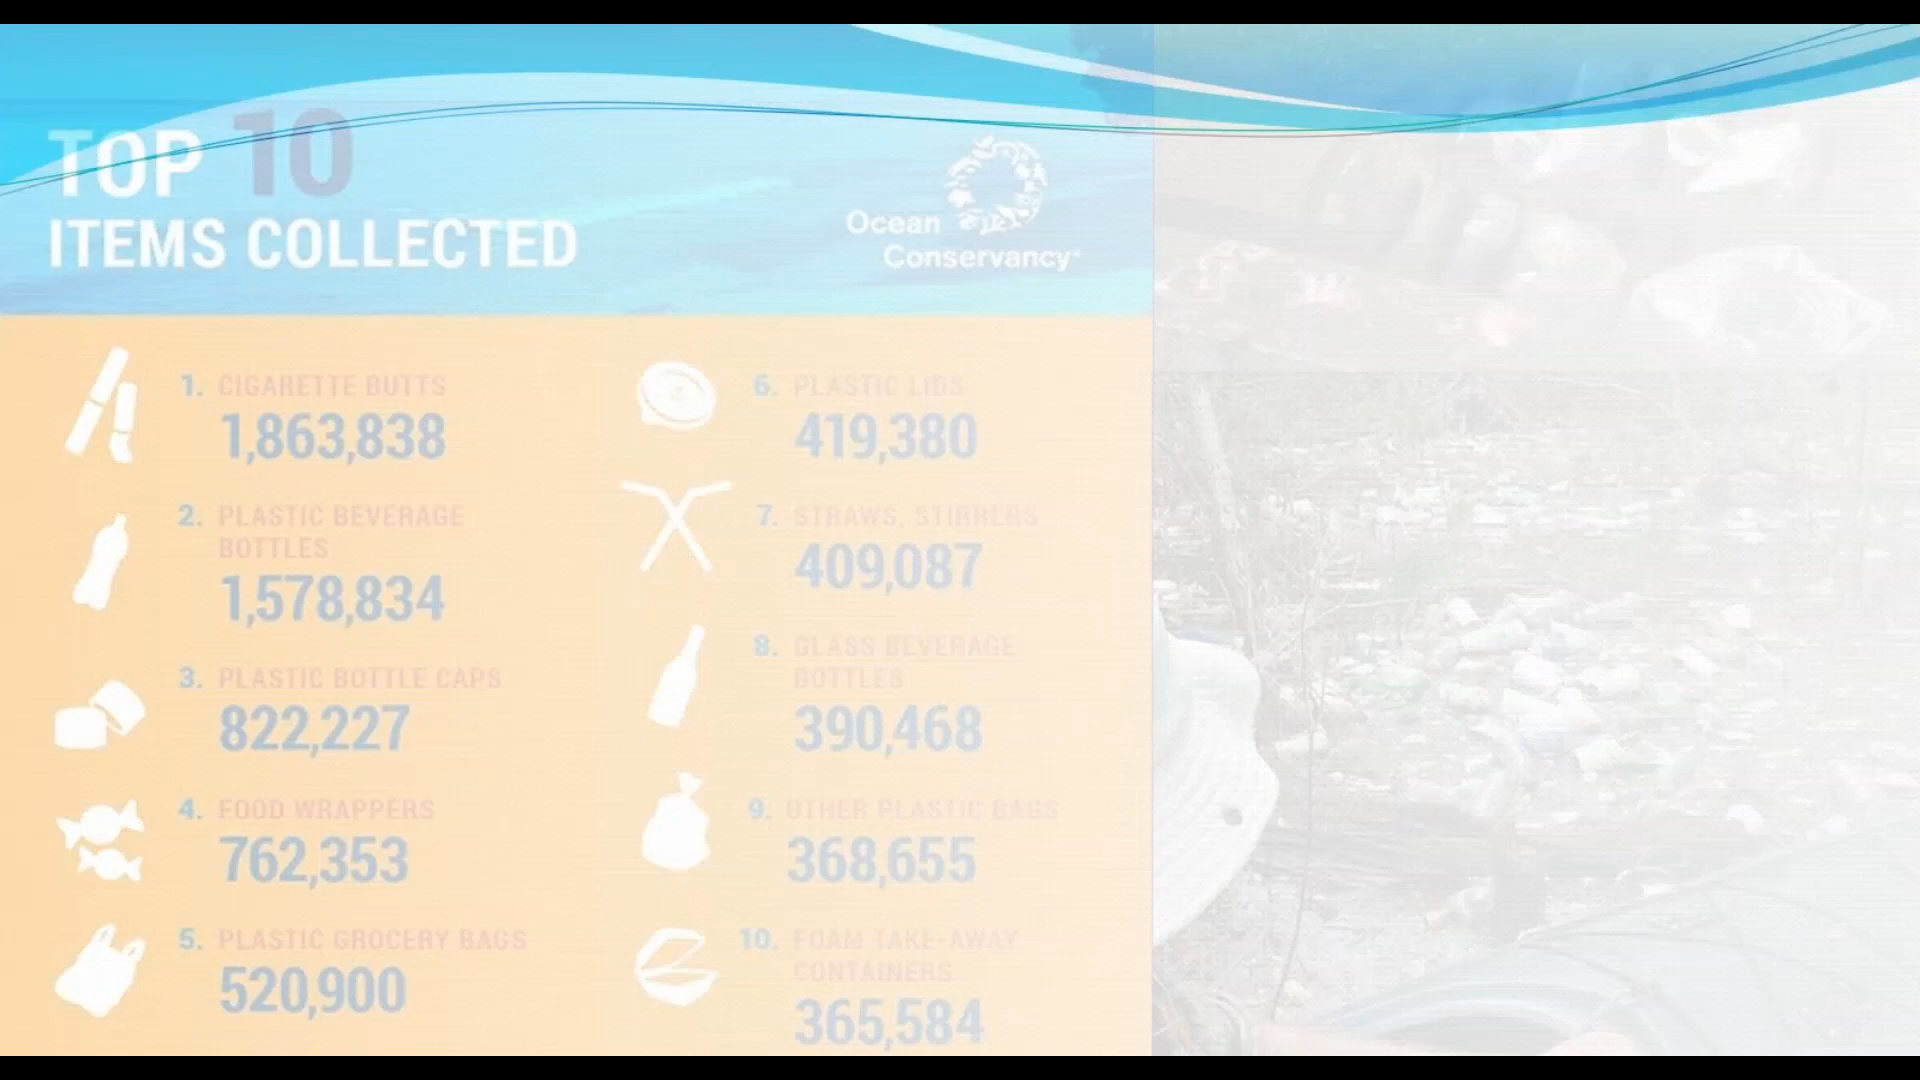 TOP 10
ITEMS COLLECTED
Ocean
Conservancy
1. CIGARETTE BUTTS
1,863,838
2. PLASTIC BEVERAGE
BOTTLES
1,578,834
3. PLASTIC BOTTLE CAPS
822,227
4. FOOD WRAPPERS
762,353
5. PLASTIC GROCERY BAGS
520,900
6. PLASTIC LIDS
419,380
7. STRAWS, STIRRERS
409,087
8. GLASS BEVERAGE
BOTTLES
390,468
9. OTHER PLASTIC BAGS
368,655
10. FOAM TAKE-AWAY
CONTAINERS
365,584